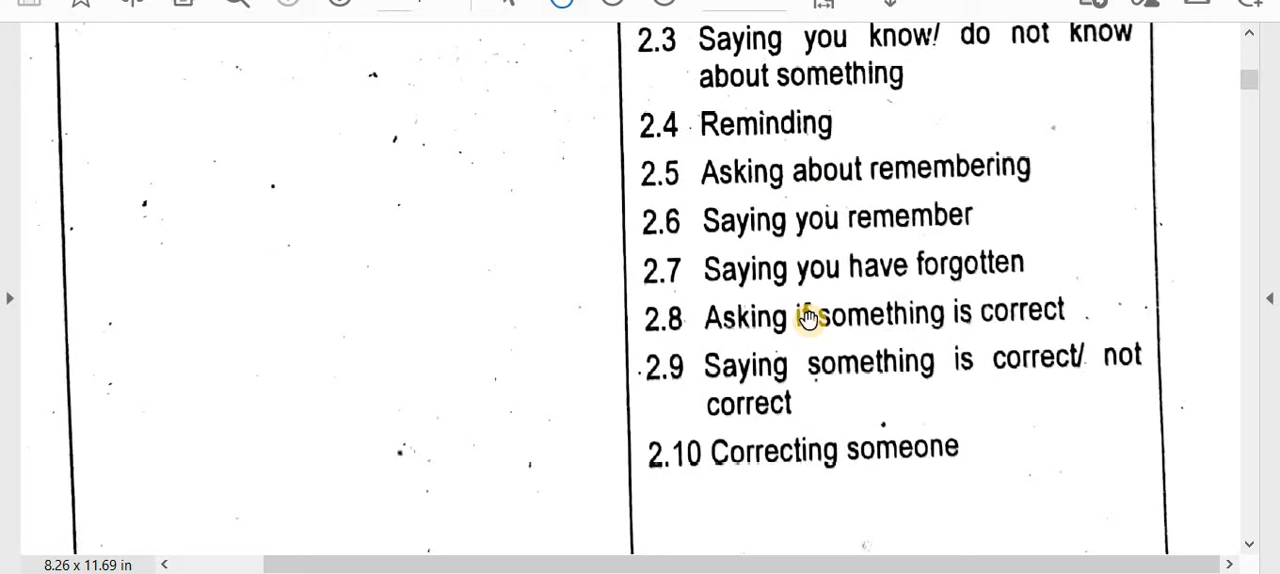 2.3 Saying you know/ do not know
about something
2.4 Reminding
2.5 Asking about remembering
2.6 Saying you remember
2.7 Saying you have forgotten
2.8 Asking if something is correct
2.9 Saying something is correct/ not
correct
2.10 Correcting someone
8.26 x 11.69 in